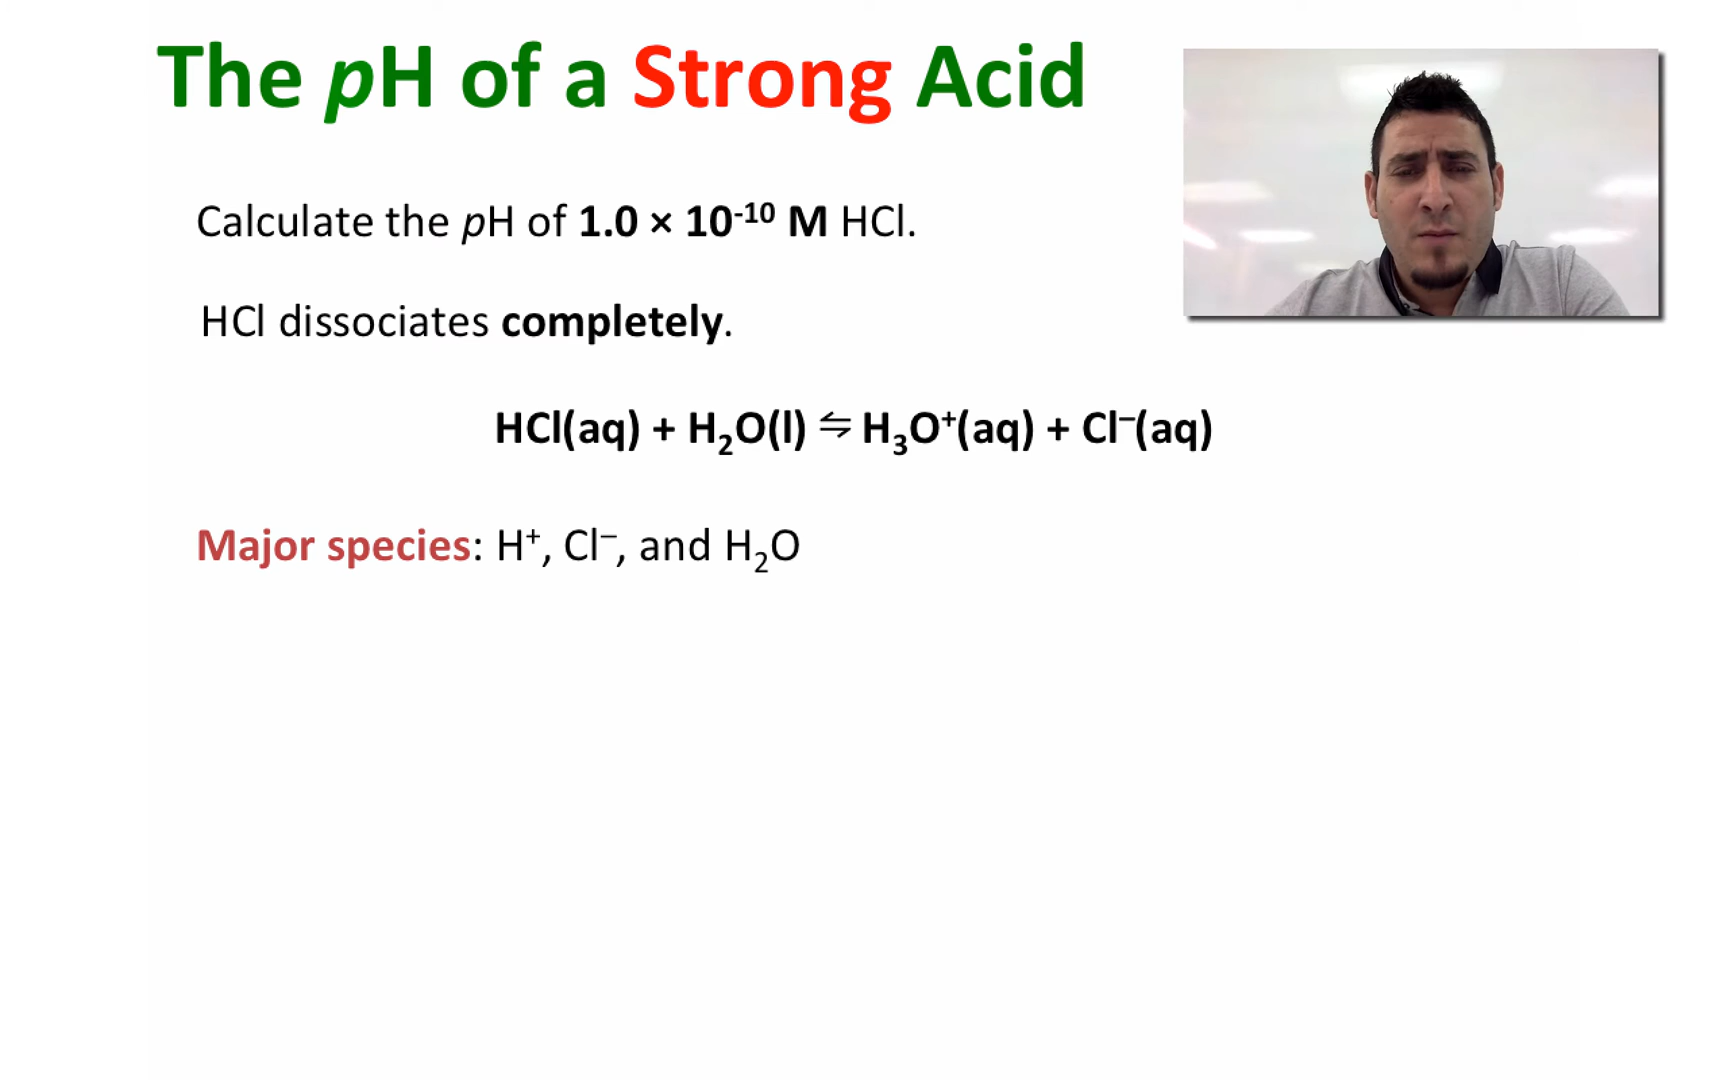 The pH of a Strong Acid
Calculate the pH of 1.0 × 10⁻¹⁰ M HCl.
HCl dissociates completely.
HCl(aq) + H₂O(l) ⇋ H₃O⁺(aq) + Cl⁻(aq)
Major species: H⁺, Cl⁻, and H₂O